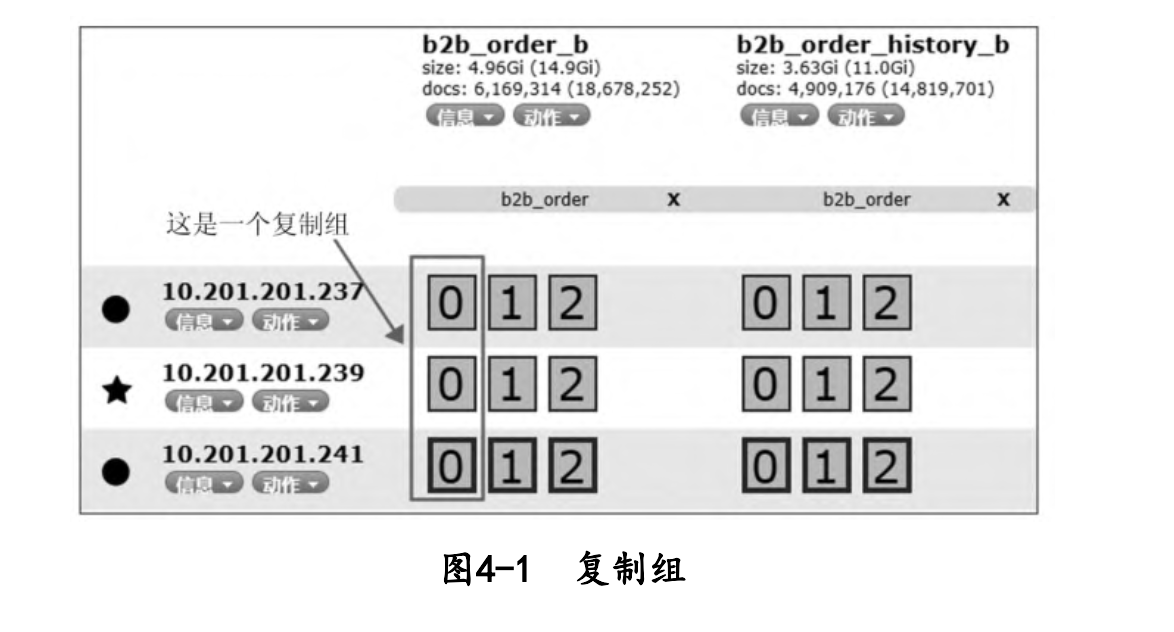 b2b_order_b b2b_order_history_b
size: 4.96Gi (14.9Gi) size: 3.63Gi (11.0Gi)
docs: 6,169,314 (18,678,252) docs: 4,909,176 (14,819,701)
信息 动作 信息 动作
b2b_order X b2b_order X
这是一个复制组
10.201.201.237 0 1 2 0 1 2
信息 动作
10.201.201.239 0 1 2 0 1 2
信息 动作
10.201.201.241 0 1 2 0 1 2
信息 动作
图4-1 复制组